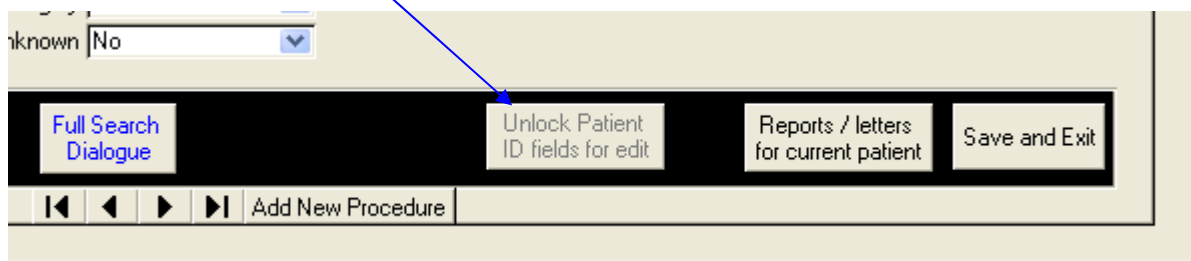 nknown No
Full Search
Dialogue
Unlock Patient
ID fields for edit
Reports / letters
for current patient
Save and Exit
Add New Procedure